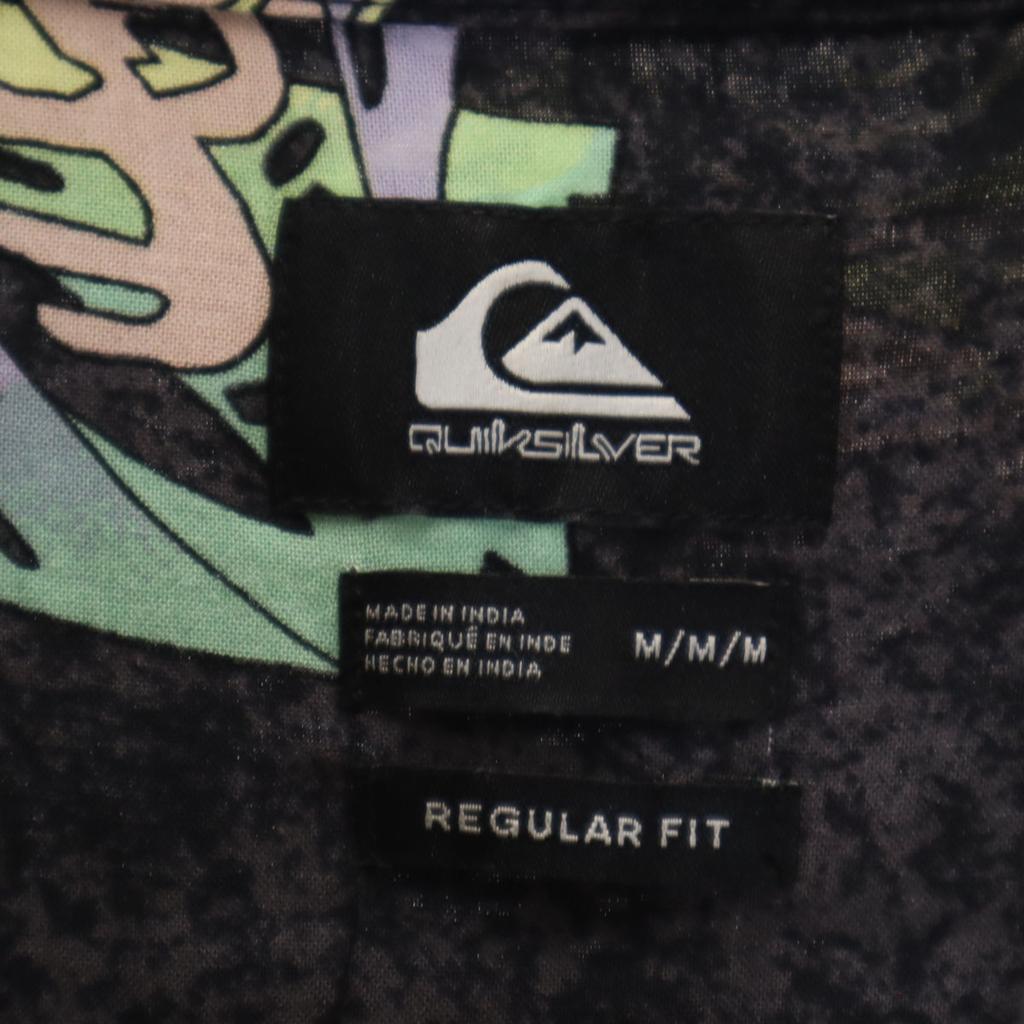 QUIKSILVER
MADE IN INDIA
FABRIQUÉ EN INDE
HECHO EN INDIA
M/M/M
REGULAR FIT